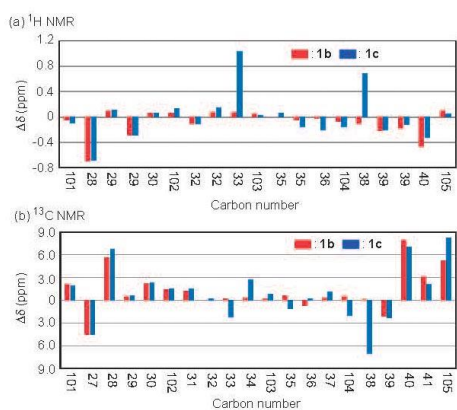 (a) ¹H NMR
Δδ (ppm)
1.2
0.8
0.4
0
-0.4
-0.8
: 1b : 1c
101 28 29 29 30 102 32 32 33 103 35 35 36 104 38 39 39 40 105
Carbon number
(b) ¹³C NMR
Δδ (ppm)
9.0
6.0
3.0
0
3.0
6.0
9.0
: 1b : 1c
101 27 28 29 30 102 31 32 33 34 103 35 36 37 104 38 39 40 41 105
Carbon number